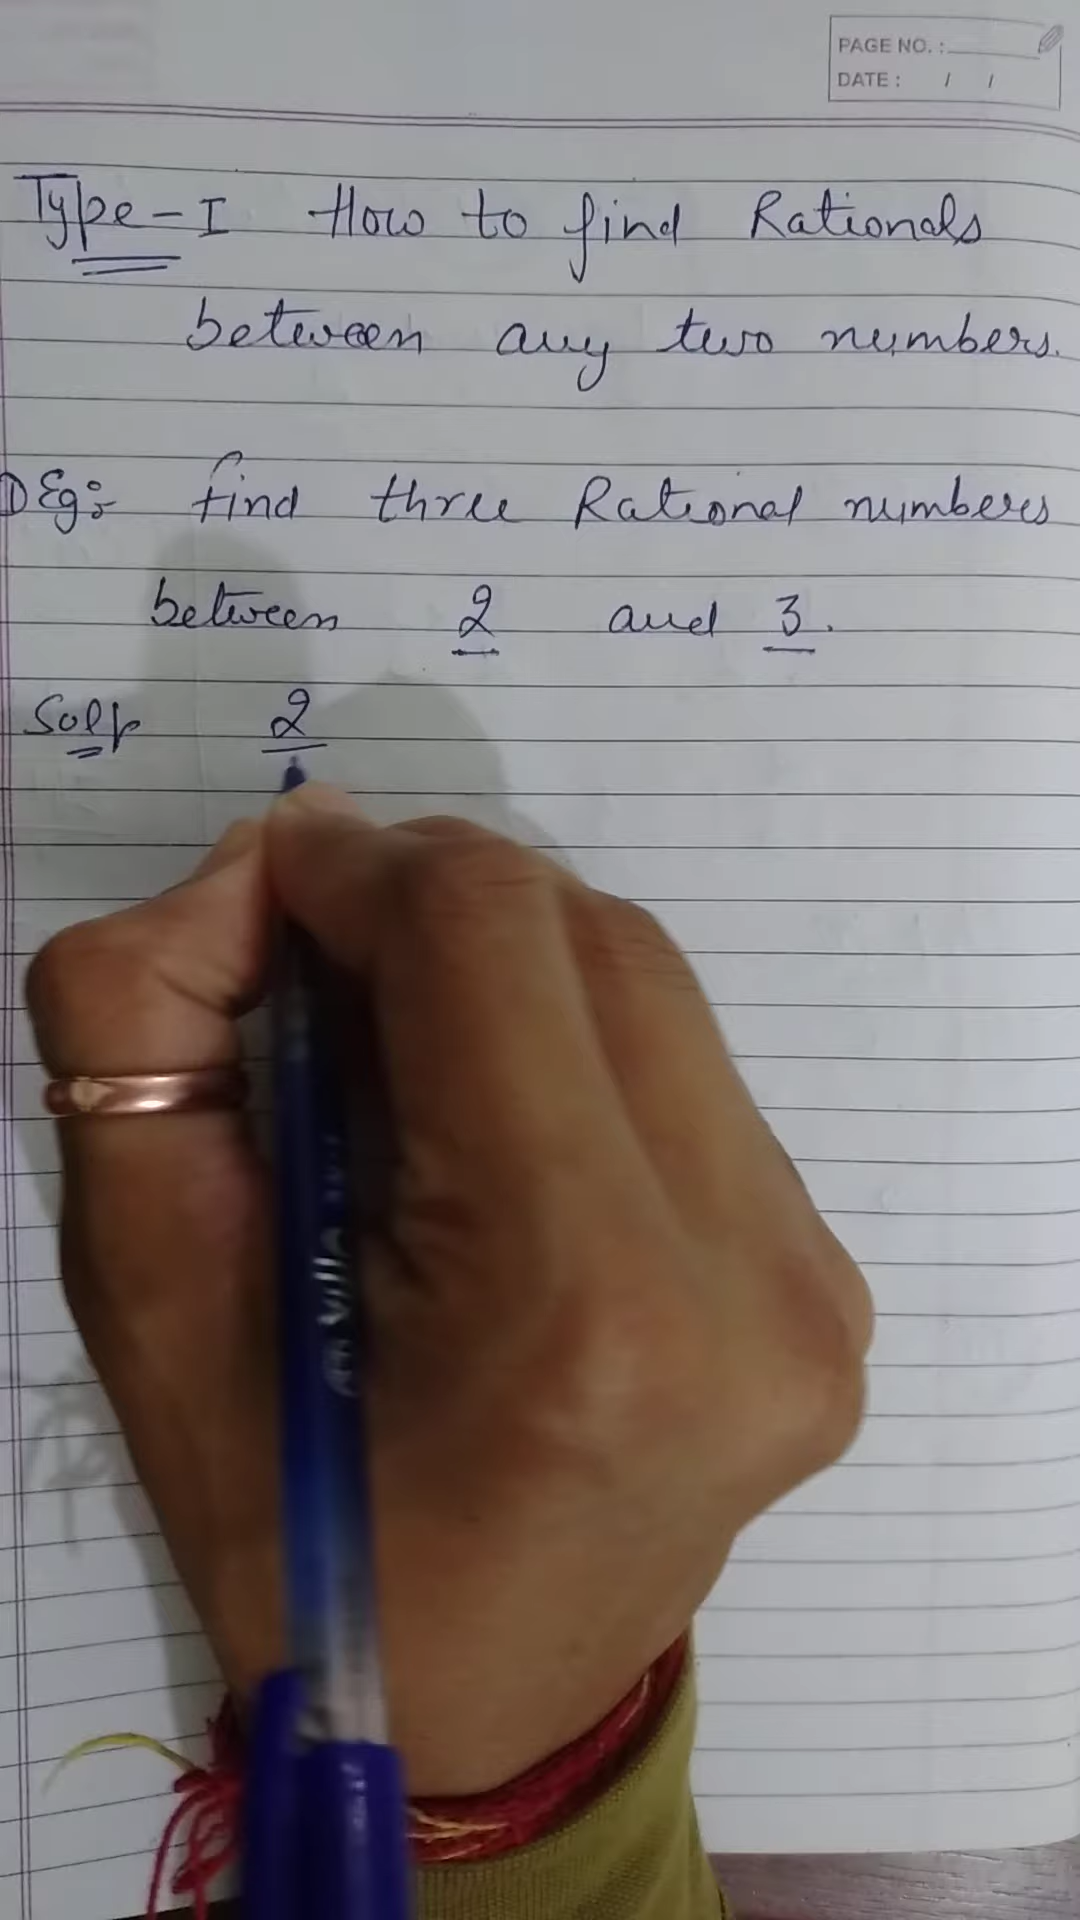 PAGE NO. :
DATE : / /
Type - I How to find Rationals
between any two numbers.
1) Eg:- find three Rational numbers
between 2 and 3.
Soln 2